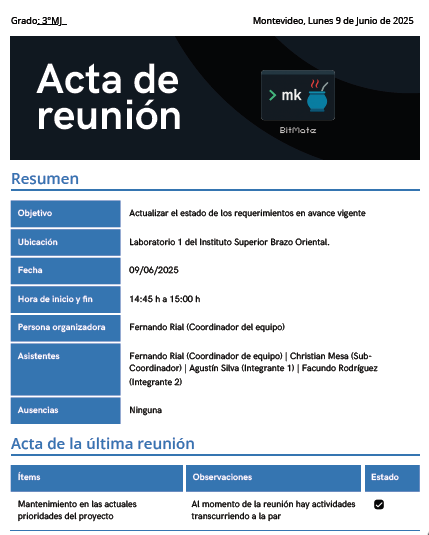 Grado: 3°MJ
Montevideo, Lunes 9 de Junio de 2025
Acta de
reunión
> mk
BitMate
Resumen
Objetivo Actualizar el estado de los requerimientos en avance vigente
Ubicación Laboratorio 1 del Instituto Superior Brazo Oriental.
Fecha 09/06/2025
Hora de inicio y fin 14:45 h a 15:00 h
Persona organizadora Fernando Rial (Coordinador del equipo)
Asistentes Fernando Rial (Coordinador de equipo) | Christian Mesa (Sub-
Coordinador) | Agustín Silva (Integrante 1) | Facundo Rodríguez
(Integrante 2)
Ausencias Ninguna
Acta de la última reunión
Ítems Observaciones Estado
Mantenimiento en las actuales Al momento de la reunión hay actividades
prioridades del proyecto transcurriendo a la par